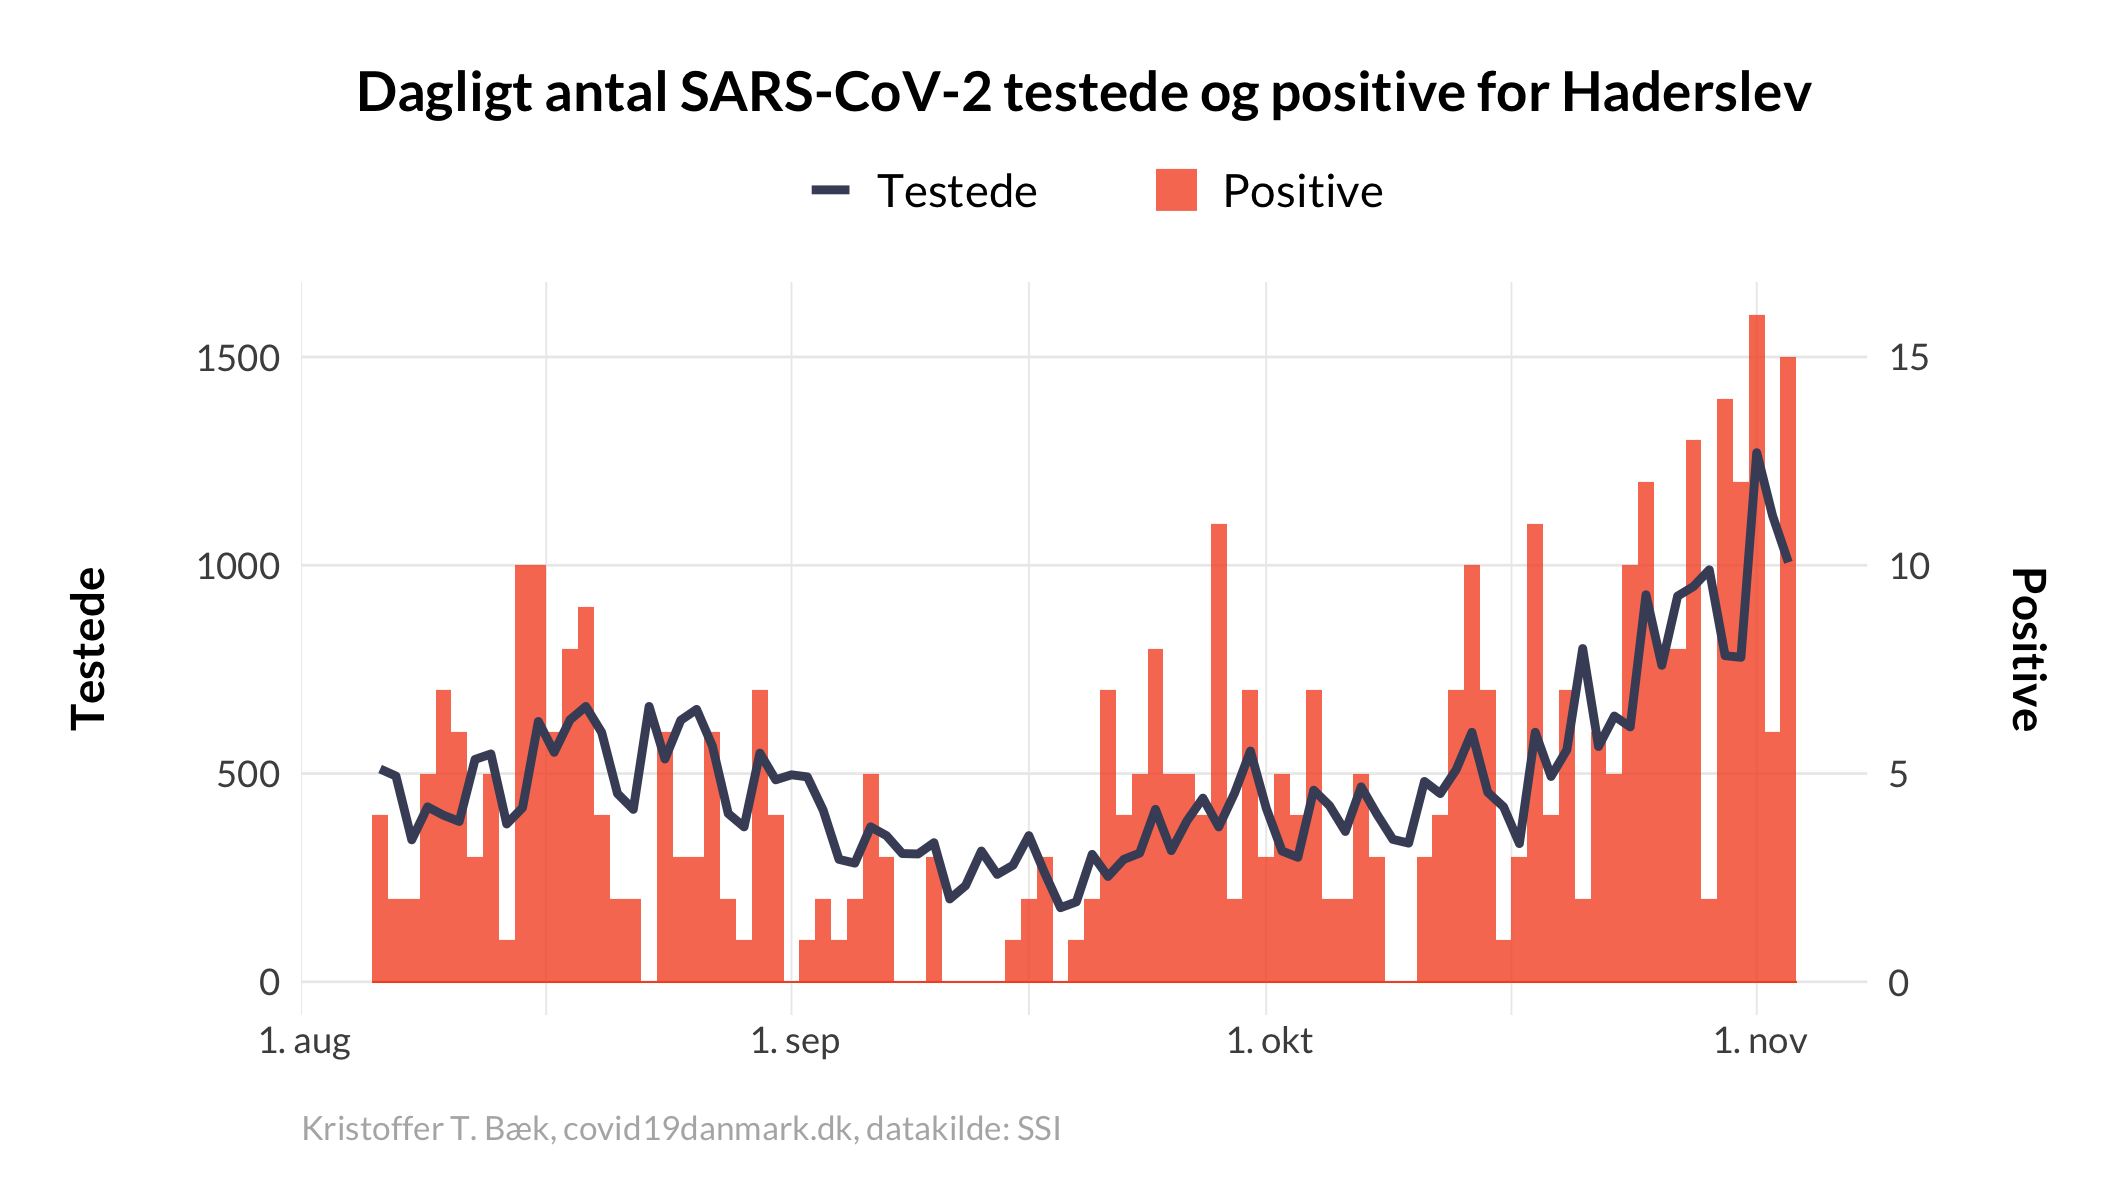 Dagligt antal SARS-CoV-2 testede og positive for Haderslev
Testede
Positive
1500
1000
500
0
Testede
15
10
5
0
Positive
1. aug
1. sep
1. okt
1. nov
Kristoffer T. Bæk, covid19danmark.dk, datakilde: SSI